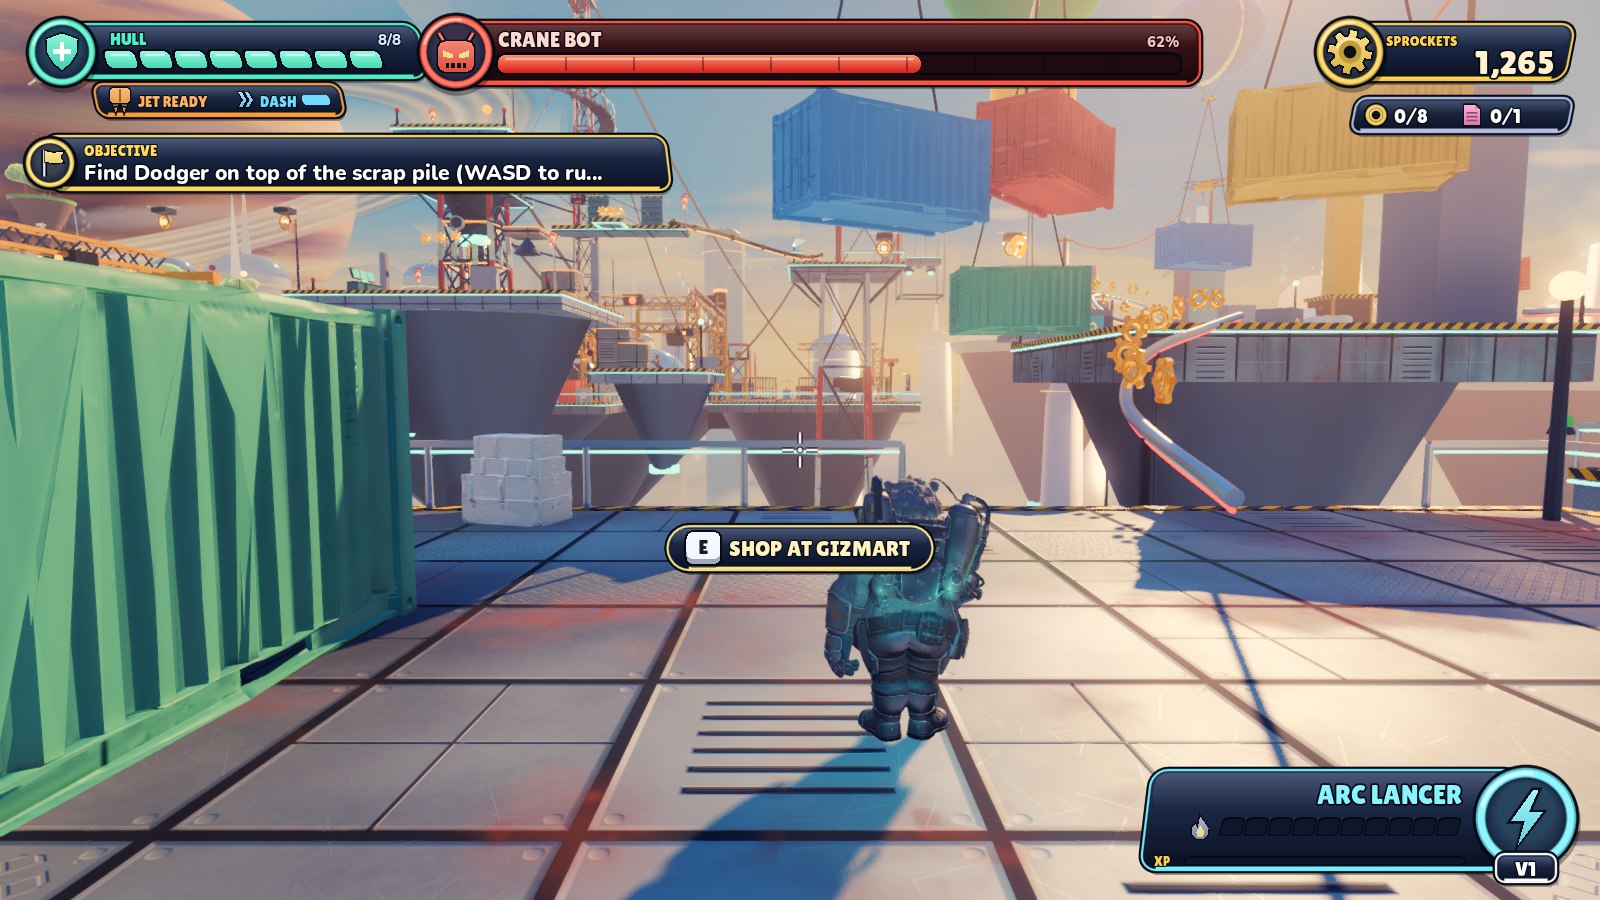 HULL
8/8
CRANE BOT
62%
SPROCKETS
1,265
JET READY
DASH
0/8
0/1
OBJECTIVE
Find Dodger on top of the scrap pile (WASD to ru...
E
SHOP AT GIZMART
ARC LANCER
XP
V1